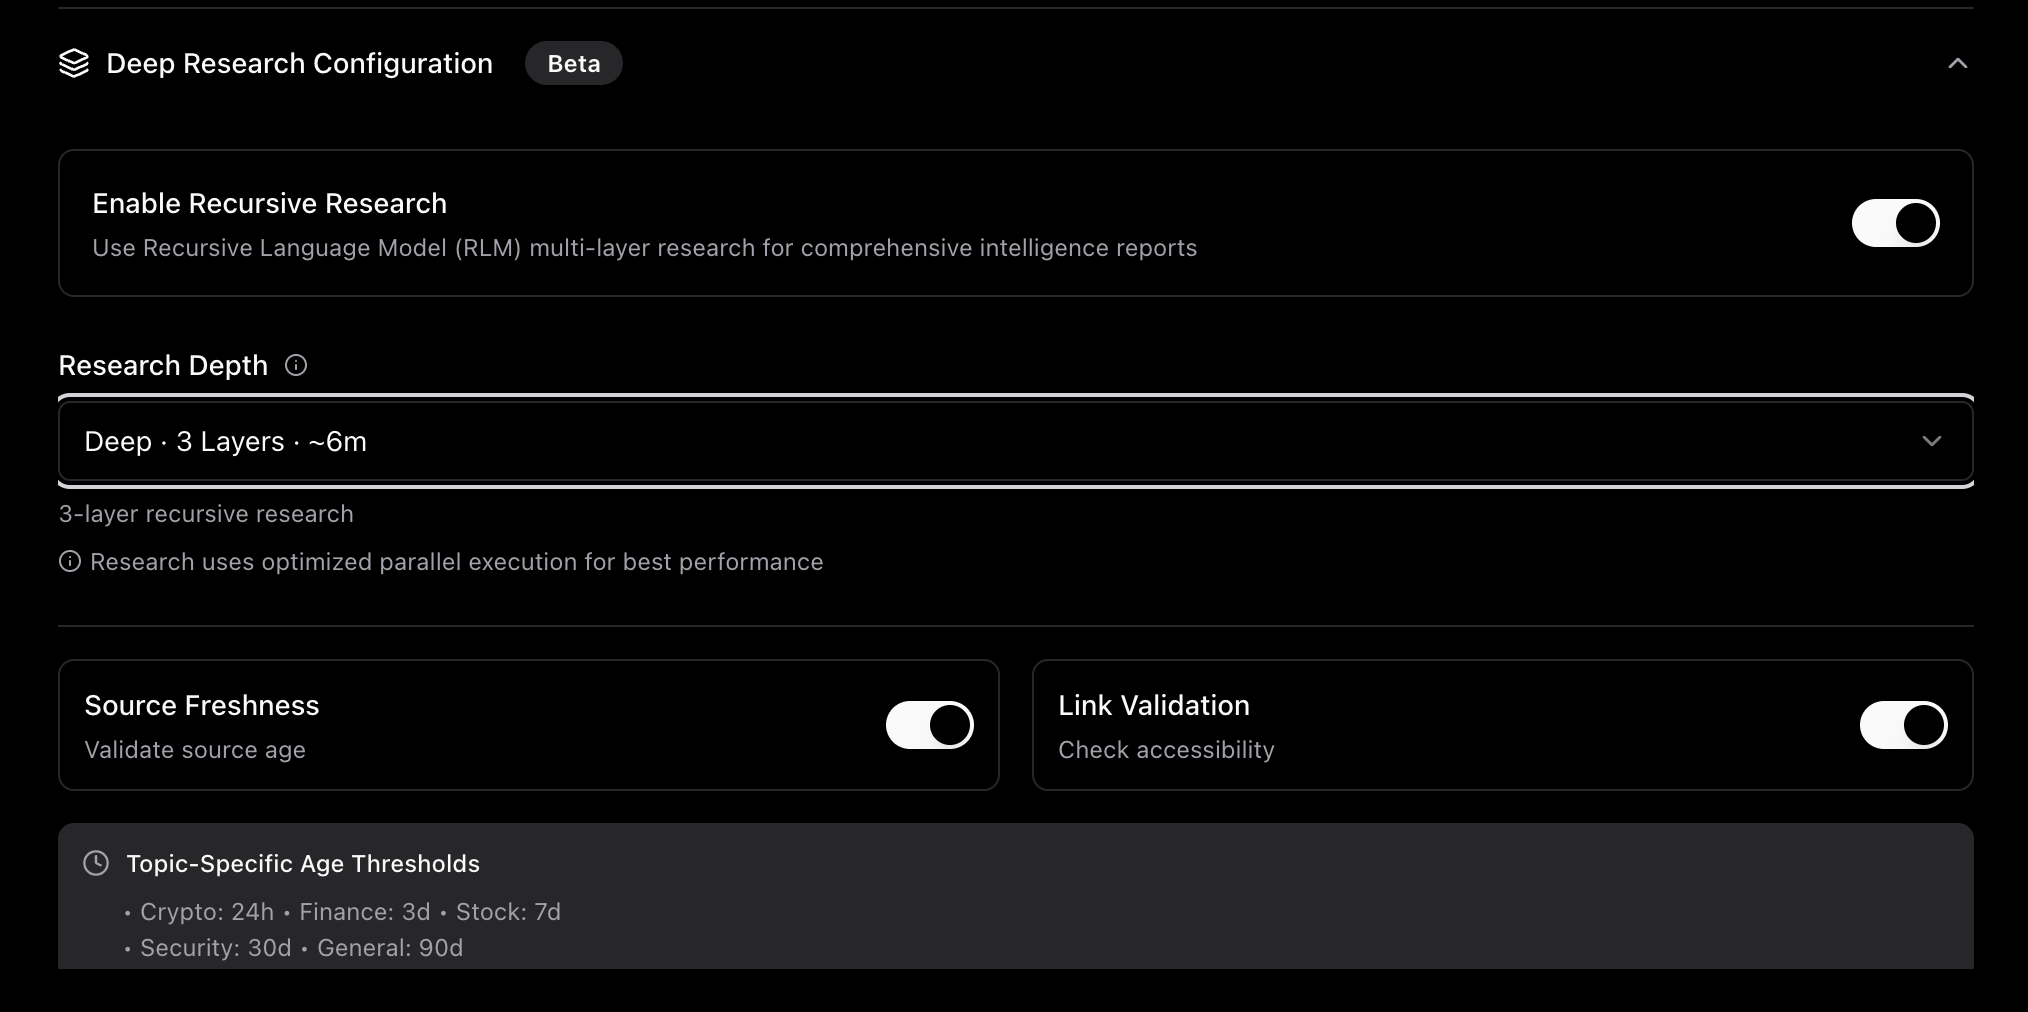 Deep Research Configuration Beta
Enable Recursive Research
Use Recursive Language Model (RLM) multi-layer research for comprehensive intelligence reports
Research Depth
Deep · 3 Layers · ~6m
3-layer recursive research
Research uses optimized parallel execution for best performance
Source Freshness
Validate source age
Link Validation
Check accessibility
Topic-Specific Age Thresholds
• Crypto: 24h • Finance: 3d • Stock: 7d
• Security: 30d • General: 90d